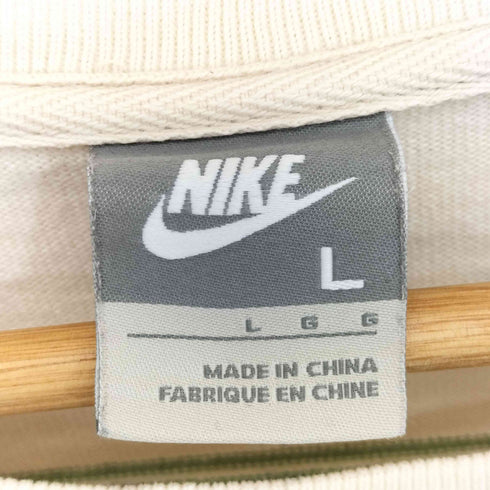 NIKE
L
L G G
MADE IN CHINA
FABRIQUE EN CHINE